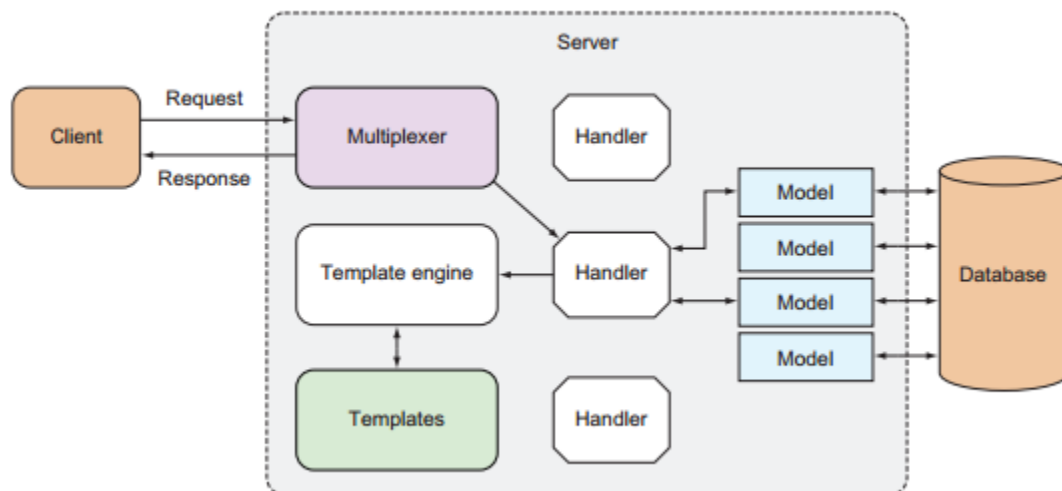 Server
Request
Client
Multiplexer
Handler
Response
Model
Model
Template engine
Handler
Database
Model
Model
Templates
Handler